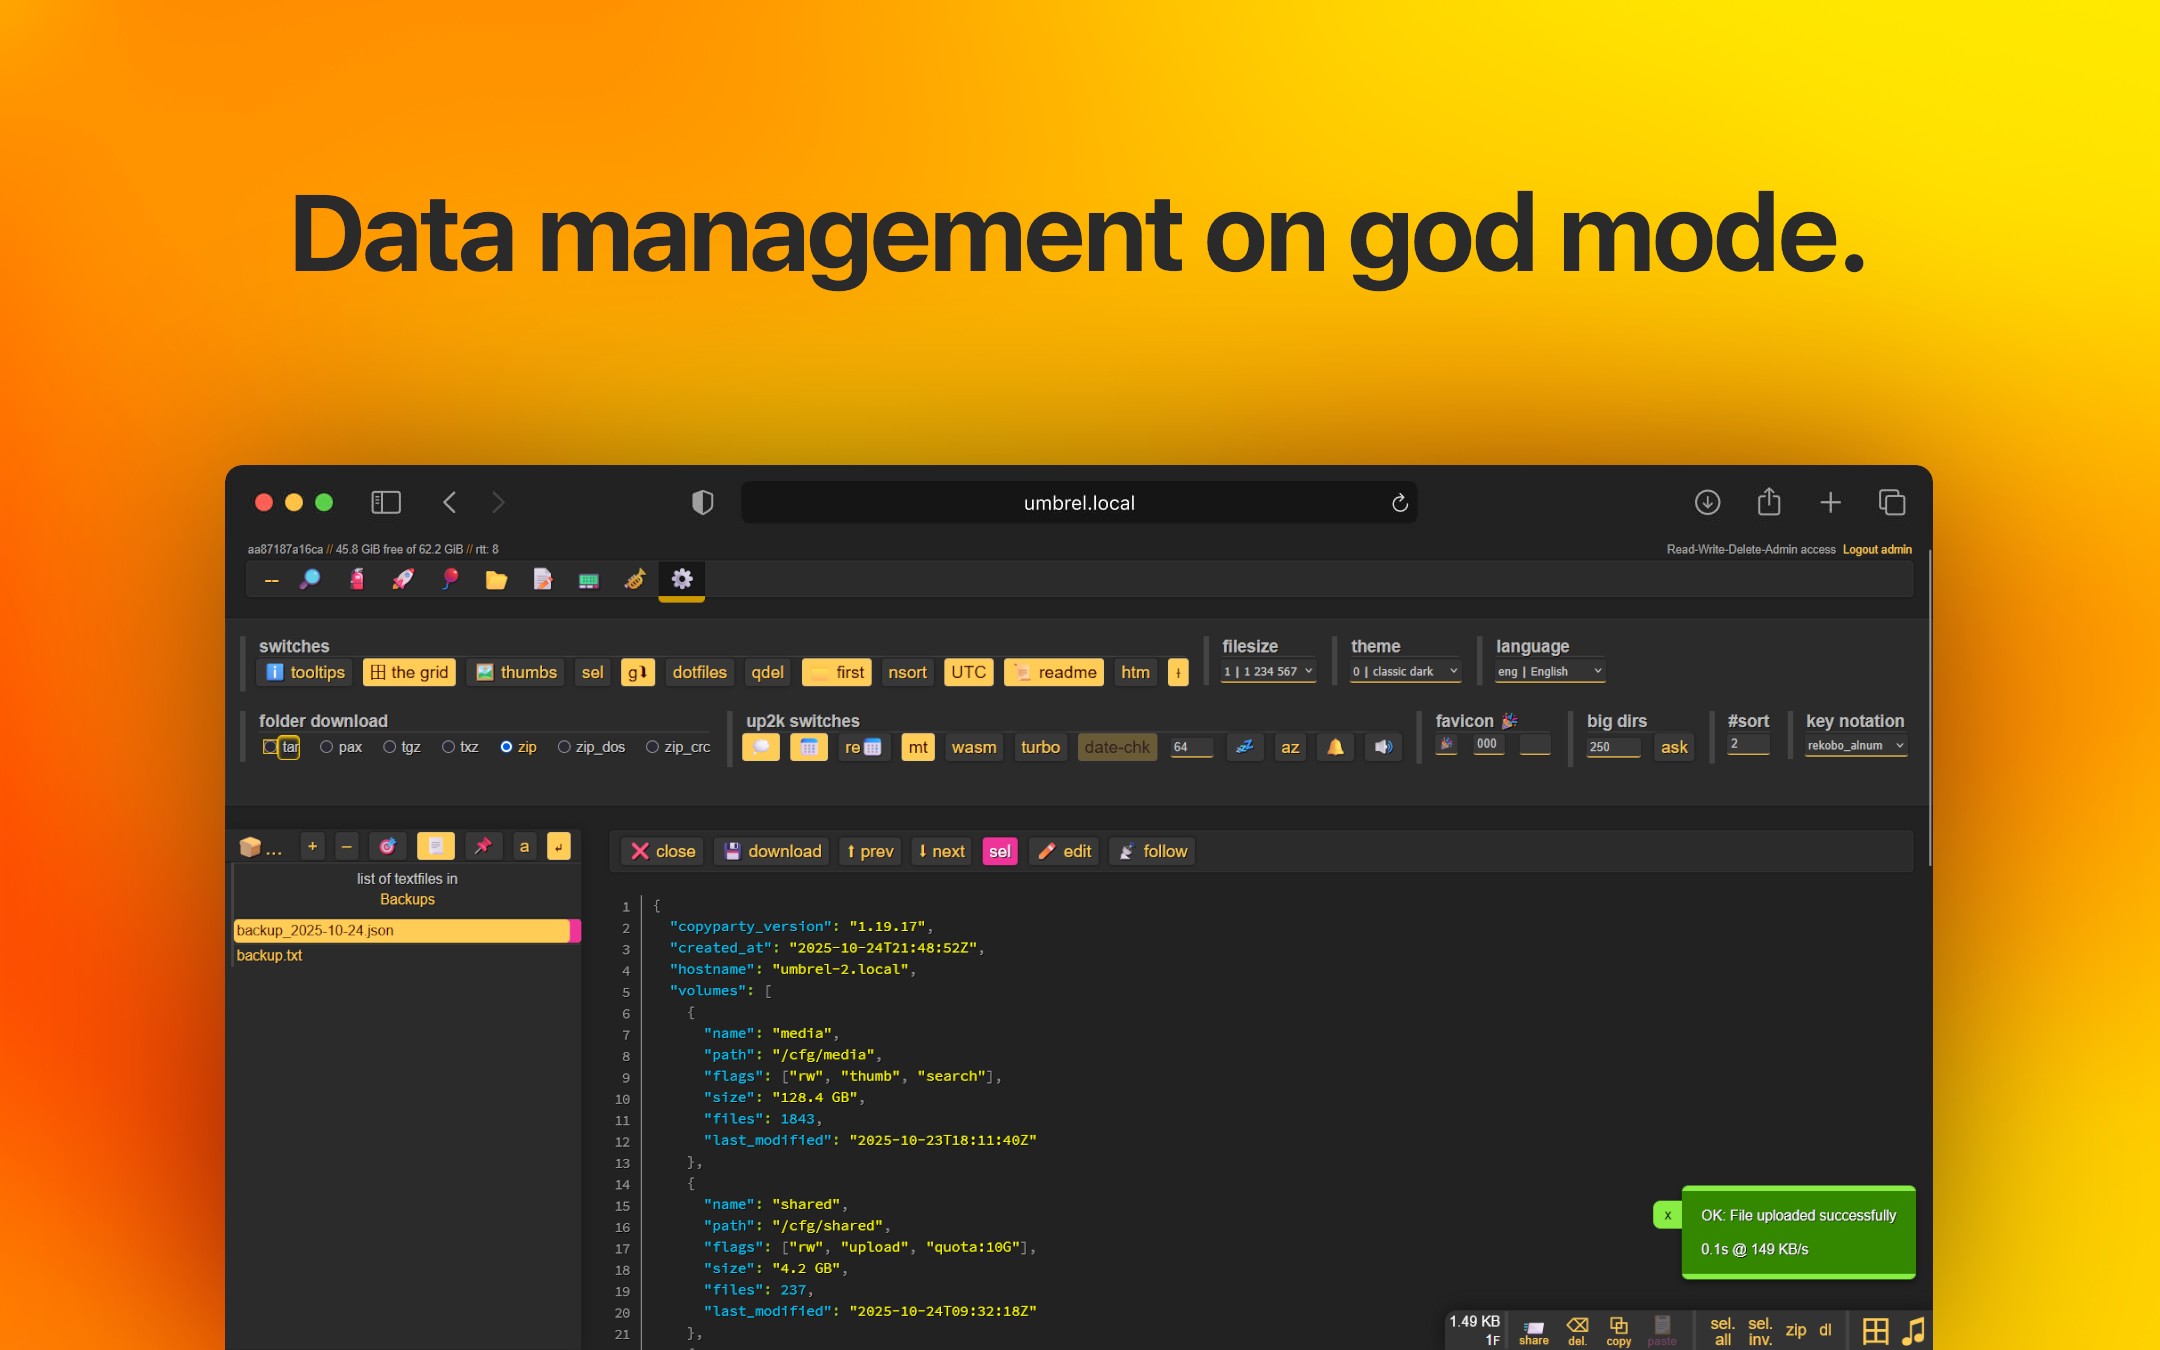 Data management on god mode.
umbrel.local
aa87187a16ca // 45.8 GiB free of 62.2 GiB // rtt: 8
Read-Write-Delete-Admin access Logout admin
--
switches
tooltips the grid thumbs sel g dotfiles qdel first nsort UTC readme htm
filesize
1 | 1 234 567
theme
0 | classic dark
language
eng | English
folder download
tar pax tgz txz zip zip_dos zip_crc
up2k switches
re mt wasm turbo date-chk 64 💤 az
favicon 🎉
000
big dirs
250 ask
#sort
2
key notation
rekobo_alnum
... + – a
list of textfiles in
Backups
backup_2025-10-24.json
backup.txt
close download prev next sel edit follow
1 {
2 "copyparty_version": "1.19.17",
3 "created_at": "2025-10-24T21:48:52Z",
4 "hostname": "umbrel-2.local",
5 "volumes": [
6 {
7 "name": "media",
8 "path": "/cfg/media",
9 "flags": ["rw", "thumb", "search"],
10 "size": "128.4 GB",
11 "files": 1843,
12 "last_modified": "2025-10-23T18:11:40Z"
13 },
14 {
15 "name": "shared",
16 "path": "/cfg/shared",
17 "flags": ["rw", "upload", "quota:10G"],
18 "size": "4.2 GB",
19 "files": 237,
20 "last_modified": "2025-10-24T09:32:18Z"
21 },
x
OK: File uploaded successfully
0.1s @ 149 KB/s
1.49 KB
1F
share del. copy paste
sel. all
sel. inv.
zip dl